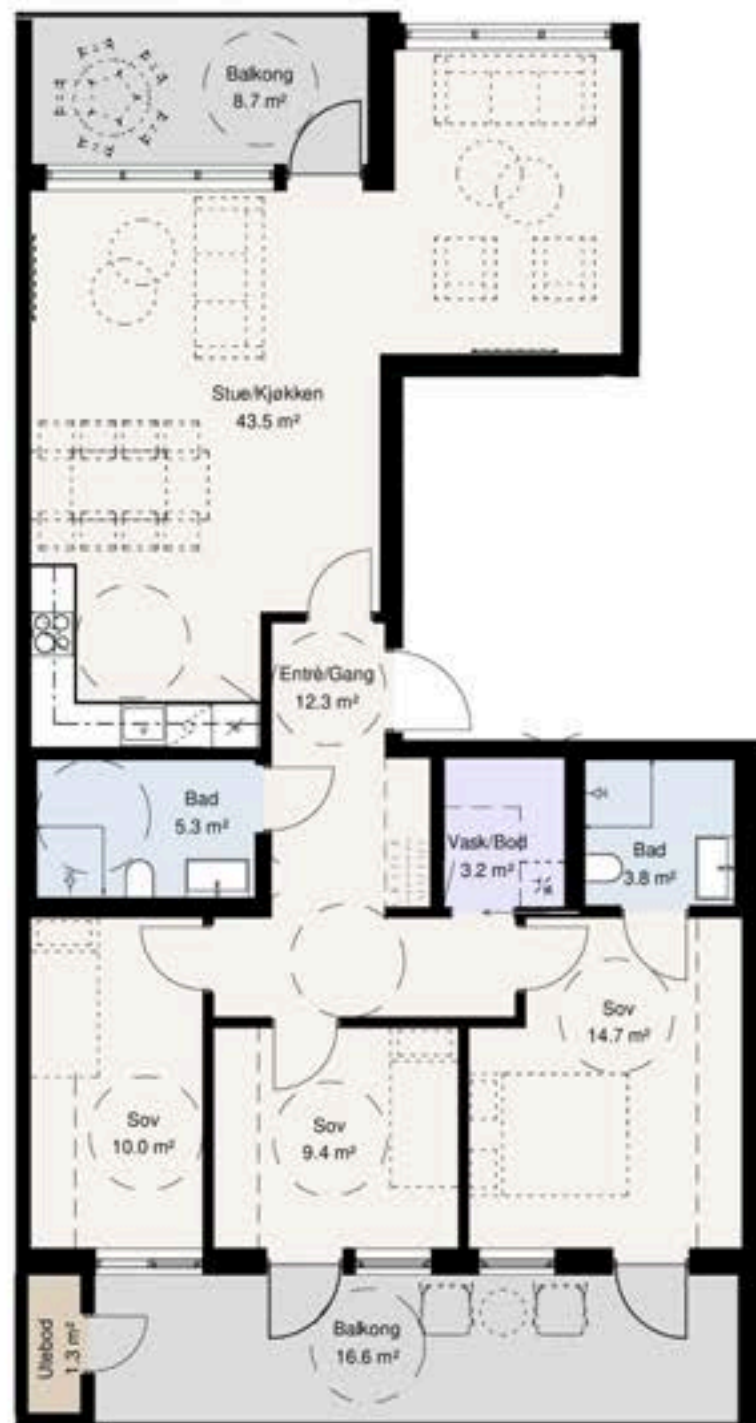 Balkong
8.7 m²
Stue/Kjøkken
43.5 m²
Entrè/Gang
12.3 m²
Bad
5.3 m²
Vask/Bod
3.2 m²
Bad
3.8 m²
Sov
14.7 m²
Sov
10.0 m²
Sov
9.4 m²
Utebod
1.3 m²
Balkong
16.6 m²